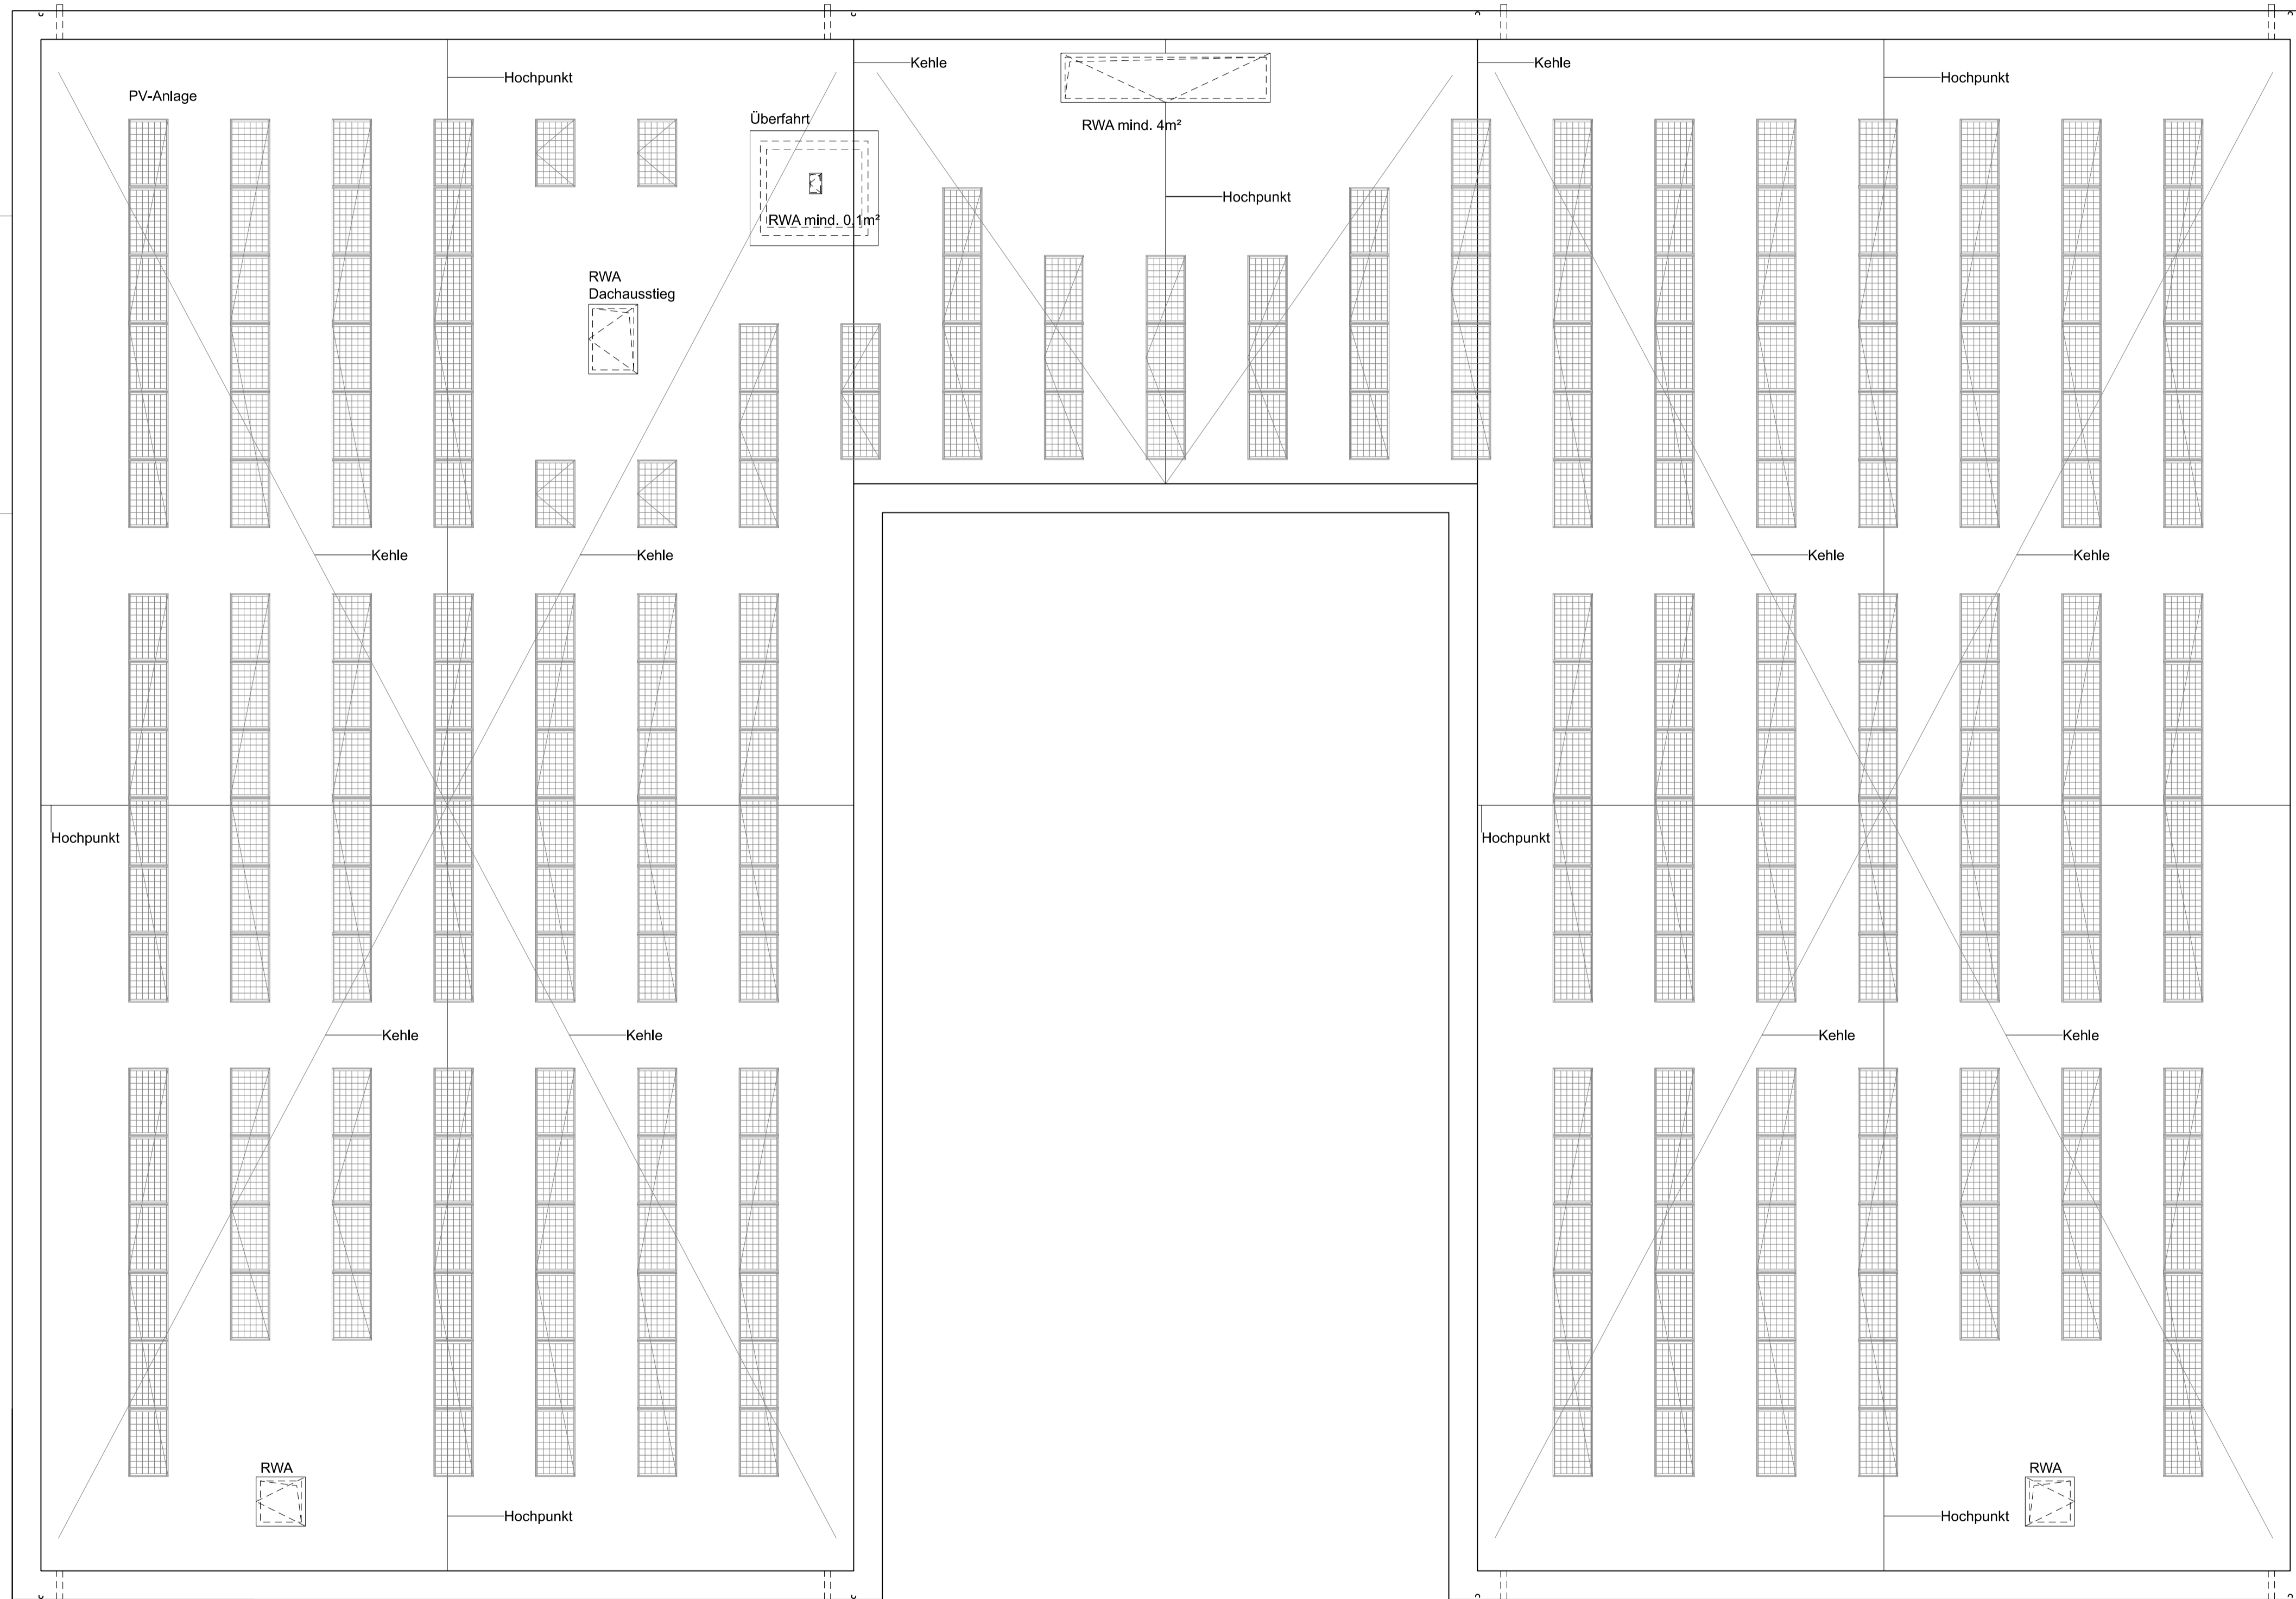 Kehle
Kehle
Hochpunkt
Hochpunkt
PV-Anlage
Überfahrt
RWA mind. 4m²
Hochpunkt
RWA mind. 0,1m²
RWA
Dachausstieg
Kehle
Kehle
Kehle
Kehle
Hochpunkt
Hochpunkt
Kehle
Kehle
Kehle
Kehle
RWA
RWA
Hochpunkt
Hochpunkt